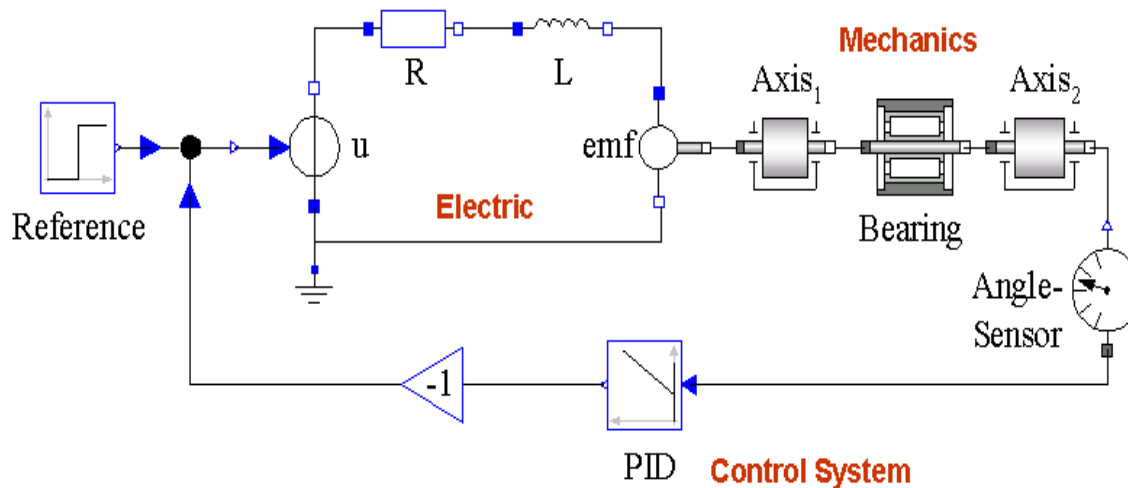 Mechanics
R
L
Axis₁
Axis₂
u
emf
Reference
Electric
Bearing
Angle-
Sensor
-1
PID
Control System